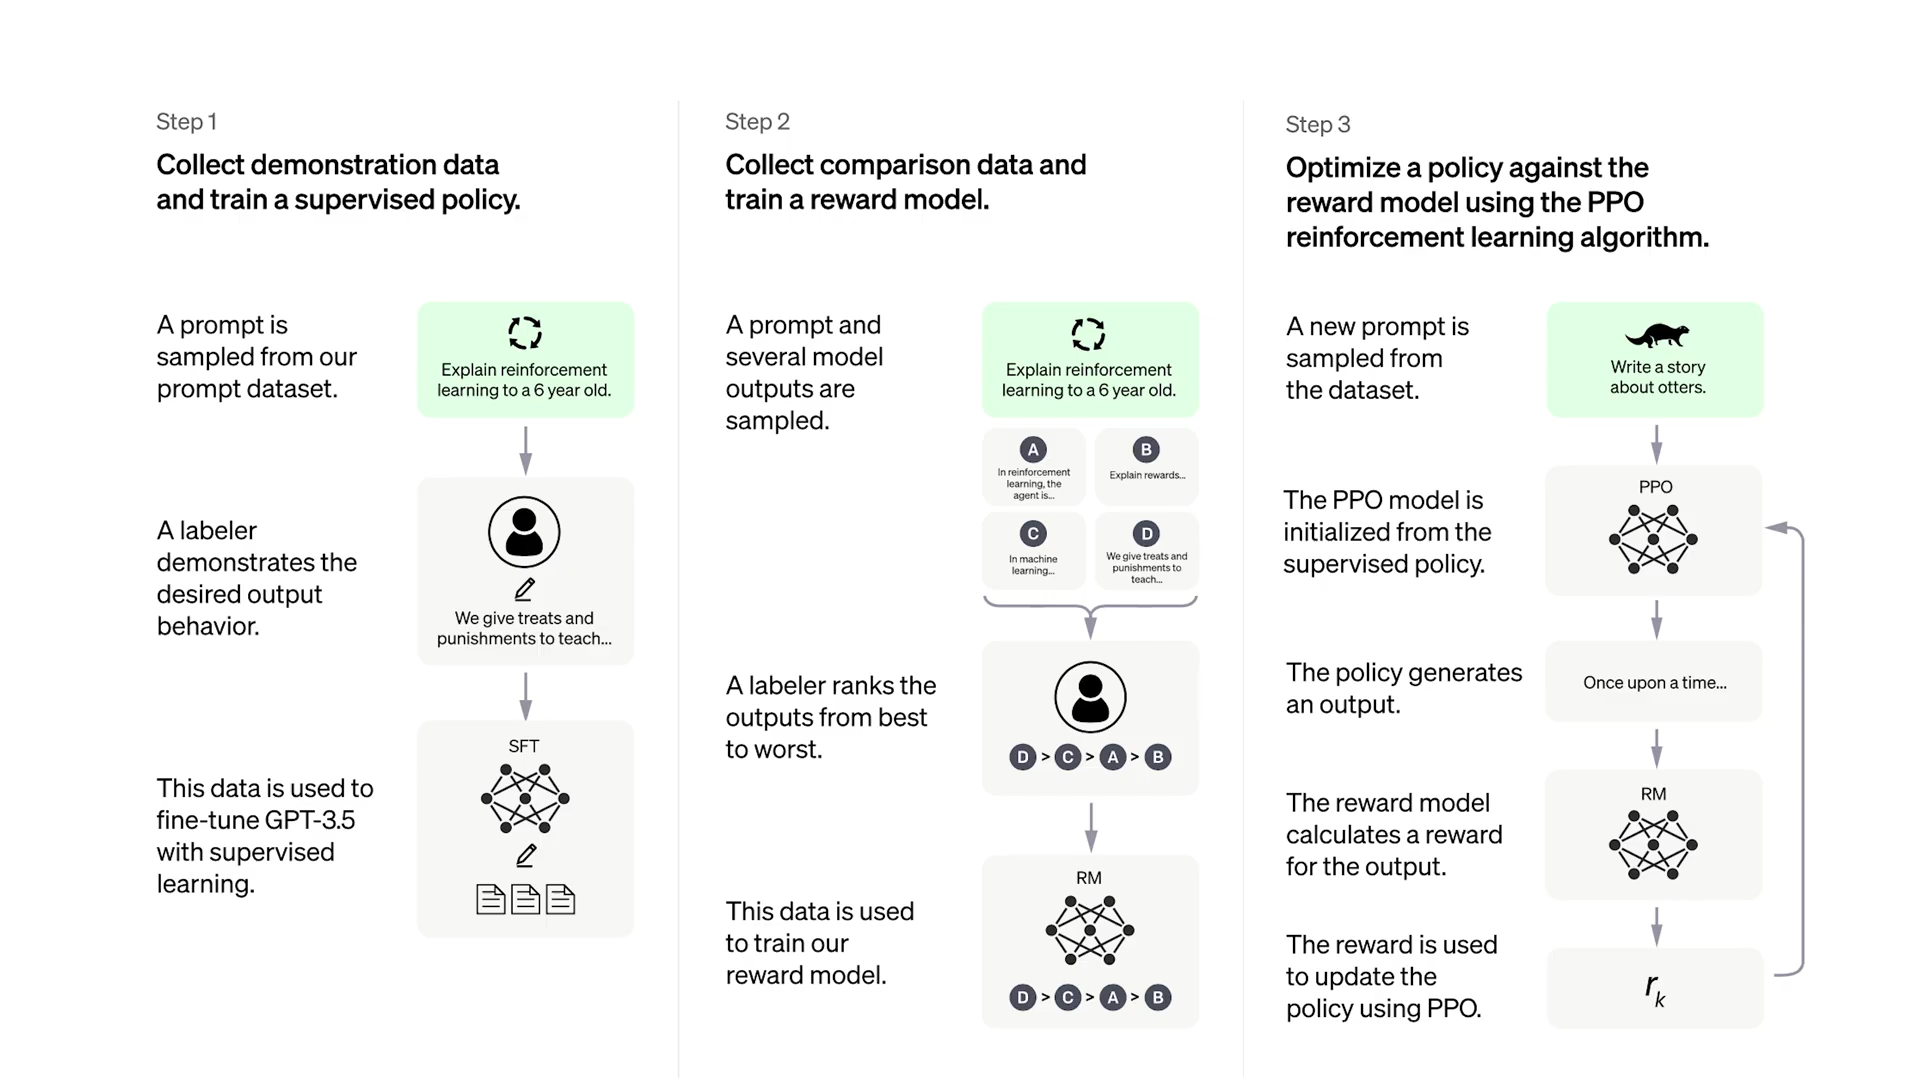 Step 1
Collect demonstration data
and train a supervised policy.
A prompt is
sampled from our
prompt dataset.
Explain reinforcement
learning to a 6 year old.
A labeler
demonstrates the
desired output
behavior.
We give treats and
punishments to teach...
This data is used to
fine-tune GPT-3.5
with supervised
learning.
SFT
Step 2
Collect comparison data and
train a reward model.
A prompt and
several model
outputs are
sampled.
Explain reinforcement
learning to a 6 year old.
A
In reinforcement
learning, the
agent is...
B
Explain rewards...
C
In machine
learning...
D
We give treats and
punishments to
teach...
A labeler ranks the
outputs from best
to worst.
D > C > A > B
This data is used
to train our
reward model.
RM
D > C > A > B
Step 3
Optimize a policy against the
reward model using the PPO
reinforcement learning algorithm.
A new prompt is
sampled from
the dataset.
Write a story
about otters.
The PPO model is
initialized from the
supervised policy.
PPO
The policy generates
an output.
Once upon a time...
The reward model
calculates a reward
for the output.
RM
The reward is used
to update the
policy using PPO.
rk